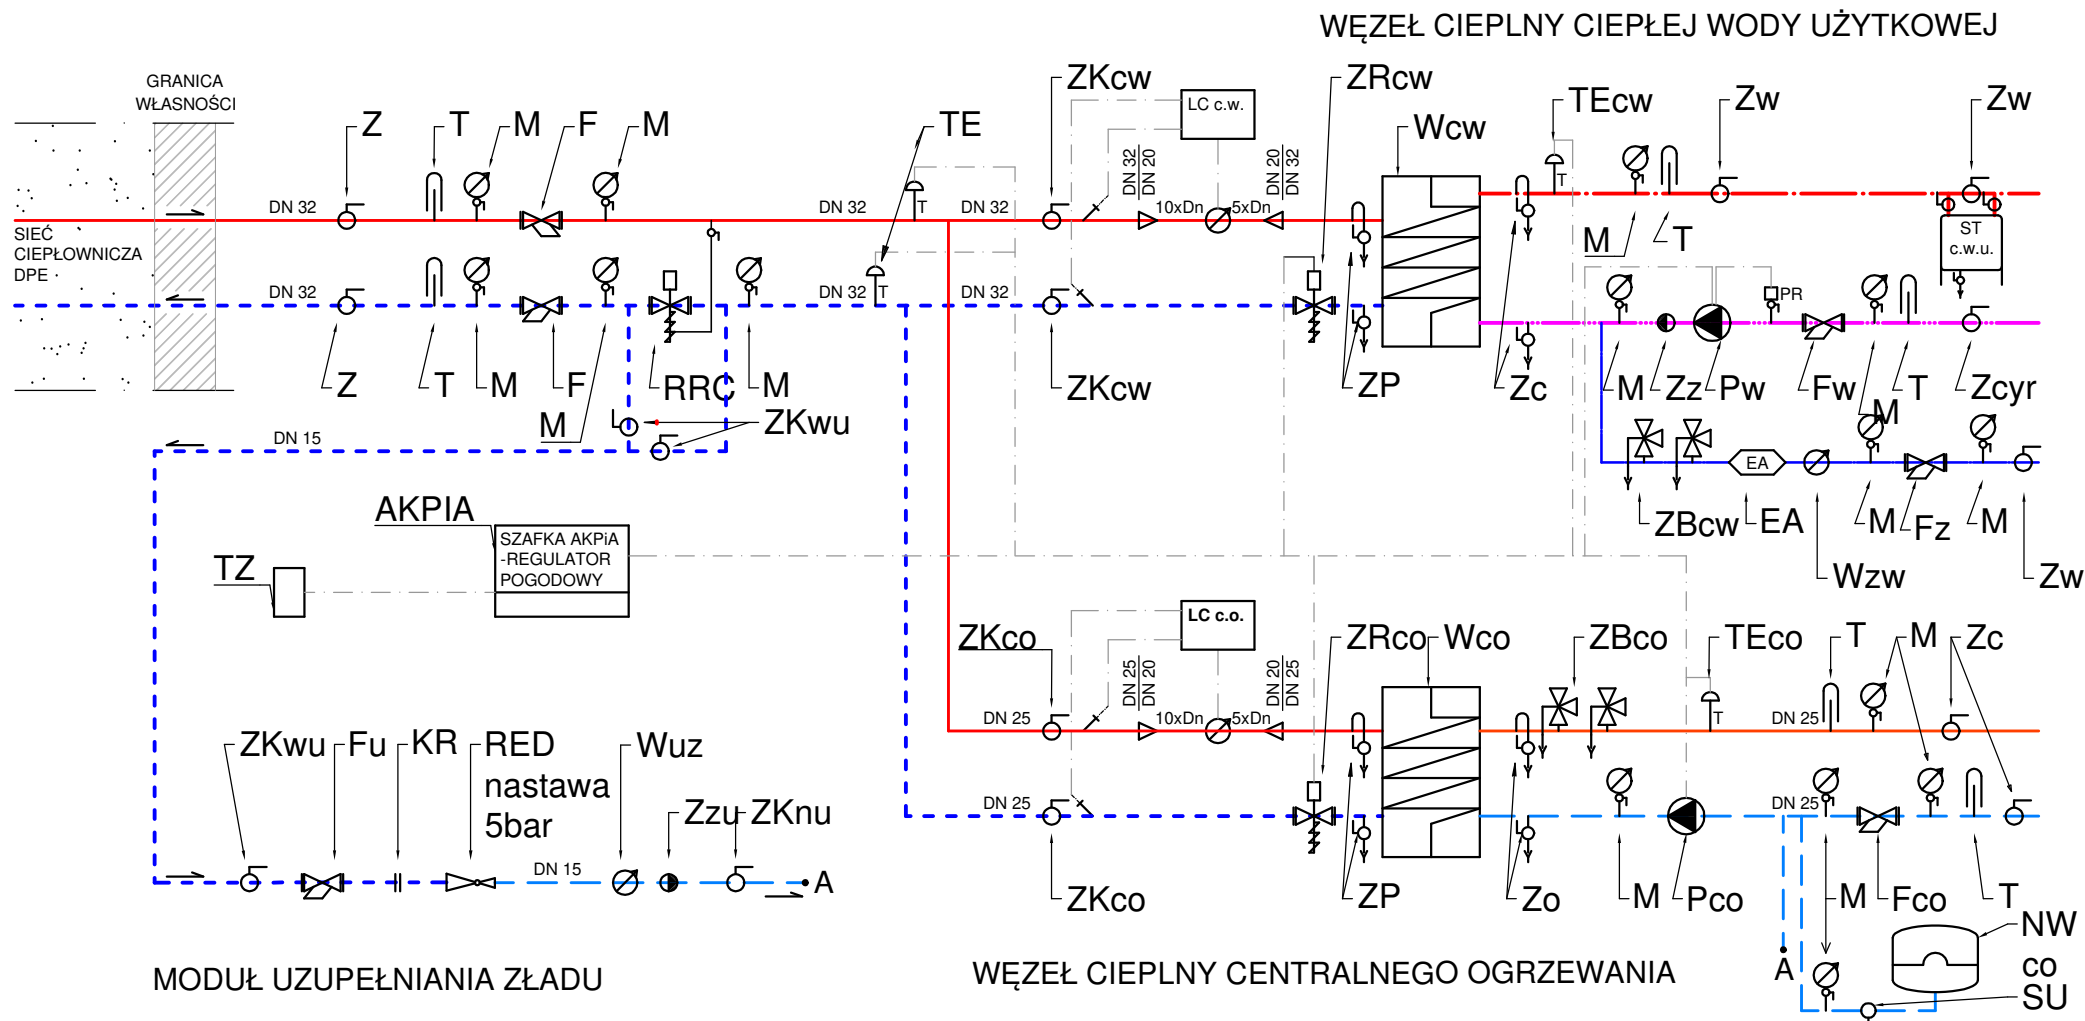 WĘZEŁ CIEPLNY CIEPŁEJ WODY UŻYTKOWEJ
GRANICA
WŁASNOŚCI
ZKcw
LC c.w.
ZRcw
TEcw
Zw
Zw
Z
T
M
F
M
TE
Wcw
DN 32
DN 20
DN 20
DN 32
T
DN 32
DN 32
T
DN 32
10xDn
5xDn
SIEĆ
CIEPŁOWNICZA
DPE
M
T
ST
c.w.u.
DN 32
DN 32
T
DN 32
PR
Z
T
M
F
RRC
M
ZKcw
ZP
Zc
M
Zz
Pw
Fw
M
T
Zcyr
M
ZKwu
DN 15
EA
AKPIA
ZBcw
EA
M
Fz
M
SZAFKA AKPiA
-REGULATOR
POGODOWY
TZ
Wzw
Zw
ZKco
LC c.o.
ZRco
Wco
ZBco
TEco
T
M
Zc
DN 25
DN 20
DN 20
DN 25
DN 25
10xDn
5xDn
T
DN 25
ZKwu
Fu
KR
RED
nastawa
5bar
Wuz
Zzu
ZKnu
DN 25
DN 25
DN 15
A
ZKco
ZP
Zo
M
Pco
M
Fco
T
NW
co
SU
A
MODUŁ UZUPEŁNIANIA ZŁADU
WĘZEŁ CIEPLNY CENTRALNEGO OGRZEWANIA